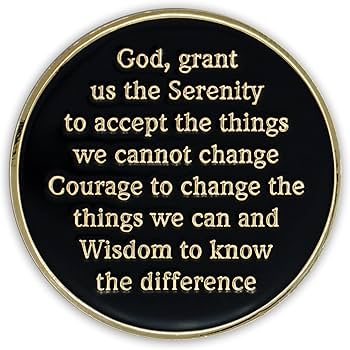 God, grant
us the Serenity
to accept the things
we cannot change
Courage to change the
things we can and
Wisdom to know
the difference